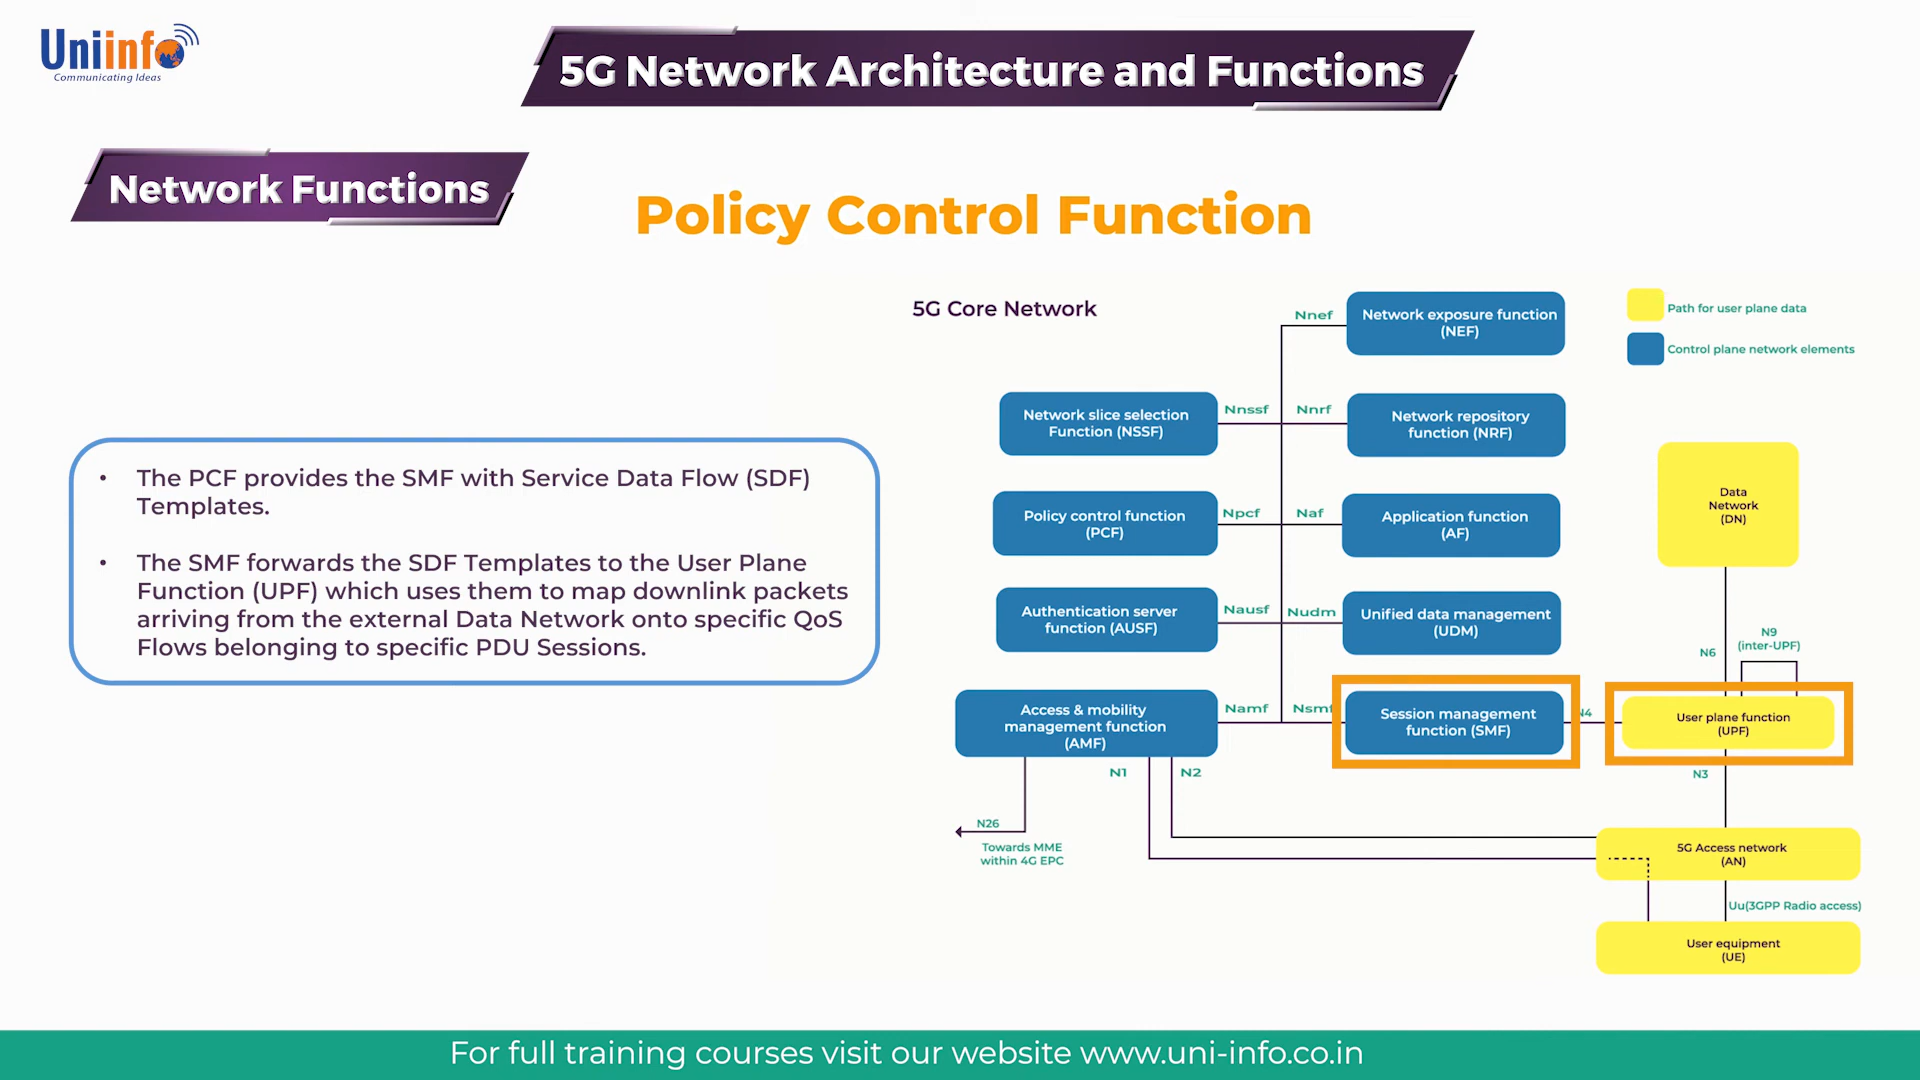 Uniinfo
Communicating Ideas
5G Network Architecture and Functions
Network Functions
Policy Control Function
• The PCF provides the SMF with Service Data Flow (SDF)
Templates.
• The SMF forwards the SDF Templates to the User Plane
Function (UPF) which uses them to map downlink packets
arriving from the external Data Network onto specific QoS
Flows belonging to specific PDU Sessions.
5G Core Network
Nnef
Network exposure function
(NEF)
Path for user plane data
Control plane network elements
Network slice selection
Function (NSSF)
Nnssf
Nnrf
Network repository
function (NRF)
Policy control function
(PCF)
Npcf
Naf
Application function
(AF)
Data
Network
(DN)
Authentication server
function (AUSF)
Nausf
Nudm
Unified data management
(UDM)
N6
N9
(inter-UPF)
Access & mobility
management function
(AMF)
Namf
Nsmf
Session management
function (SMF)
N4
User plane function
(UPF)
N1
N2
N3
N26
Towards MME
within 4G EPC
5G Access network
(AN)
Uu(3GPP Radio access)
User equipment
(UE)
For full training courses visit our website www.uni-info.co.in